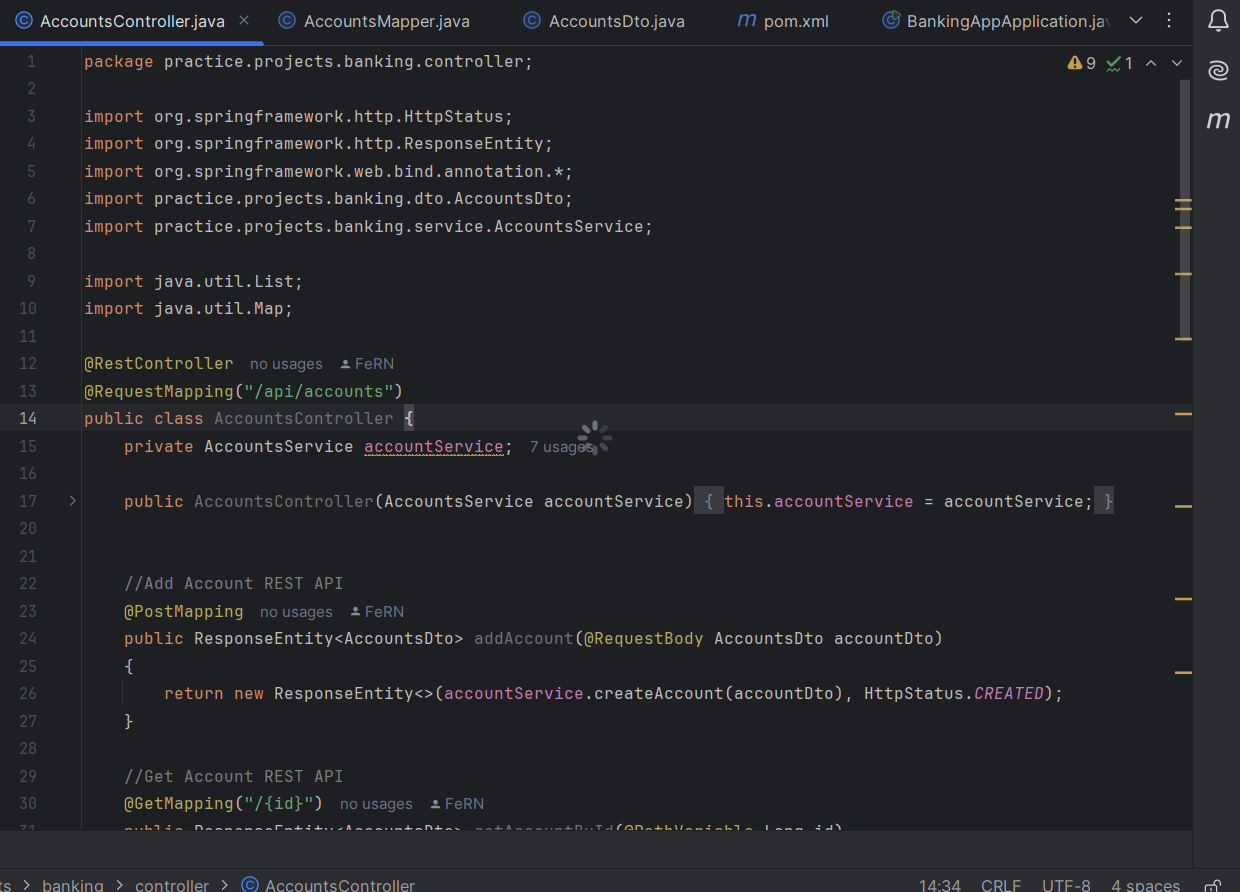 AccountsController.java AccountsMapper.java AccountsDto.java pom.xml BankingAppApplication.jav
1 package practice.projects.banking.controller; 9 1
2
3 import org.springframework.http.HttpStatus;
4 import org.springframework.http.ResponseEntity;
5 import org.springframework.web.bind.annotation.*;
6 import practice.projects.banking.dto.AccountsDto;
7 import practice.projects.banking.service.AccountsService;
8
9 import java.util.List;
10 import java.util.Map;
11
12 @RestController no usages FeRN
13 @RequestMapping("/api/accounts")
14 public class AccountsController {
15 private AccountsService accountService; 7 usages
16
17 public AccountsController(AccountsService accountService) { this.accountService = accountService; }
20
21
22 //Add Account REST API
23 @PostMapping no usages FeRN
24 public ResponseEntity<AccountsDto> addAccount(@RequestBody AccountsDto accountDto)
25 {
26 return new ResponseEntity<>(accountService.createAccount(accountDto), HttpStatus.CREATED);
27 }
28
29 //Get Account REST API
30 @GetMapping("/{id}") no usages FeRN
31 public ResponseEntity<AccountsDto> getAccountById(@PathVariable Long id)
ts > banking > controller > AccountsController 14:34 CRLF UTF-8 4 spaces